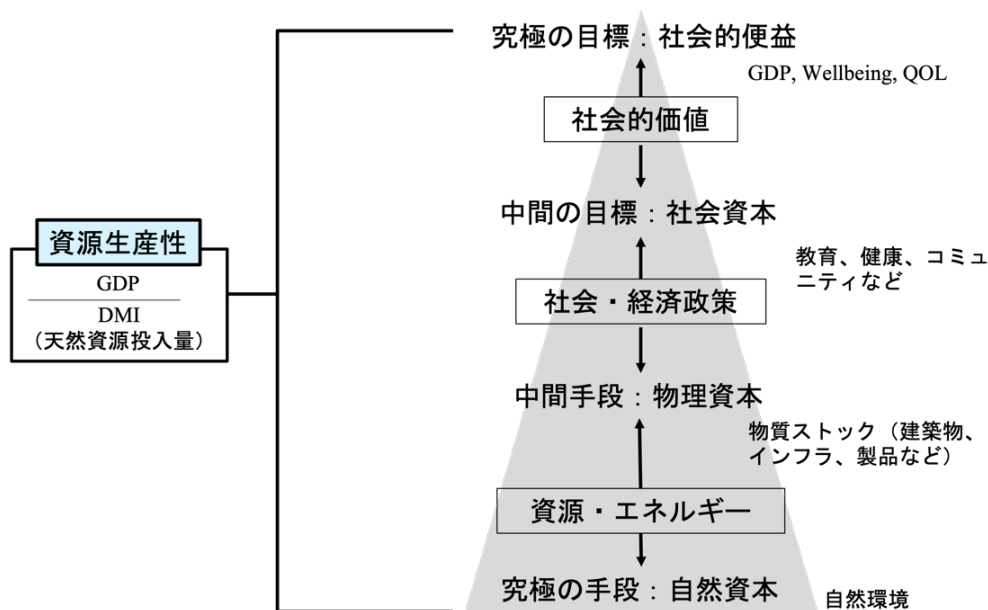 究極の目標：社会的便益
GDP, Wellbeing, QOL
社会的価値
中間の目標：社会資本
教育、健康、コミュ
ニティなど
資源生産性
GDP
DMI
（天然資源投入量）
社会・経済政策
中間手段：物理資本
物質ストック（建築物、
インフラ、製品など）
資源・エネルギー
究極の手段：自然資本
自然環境